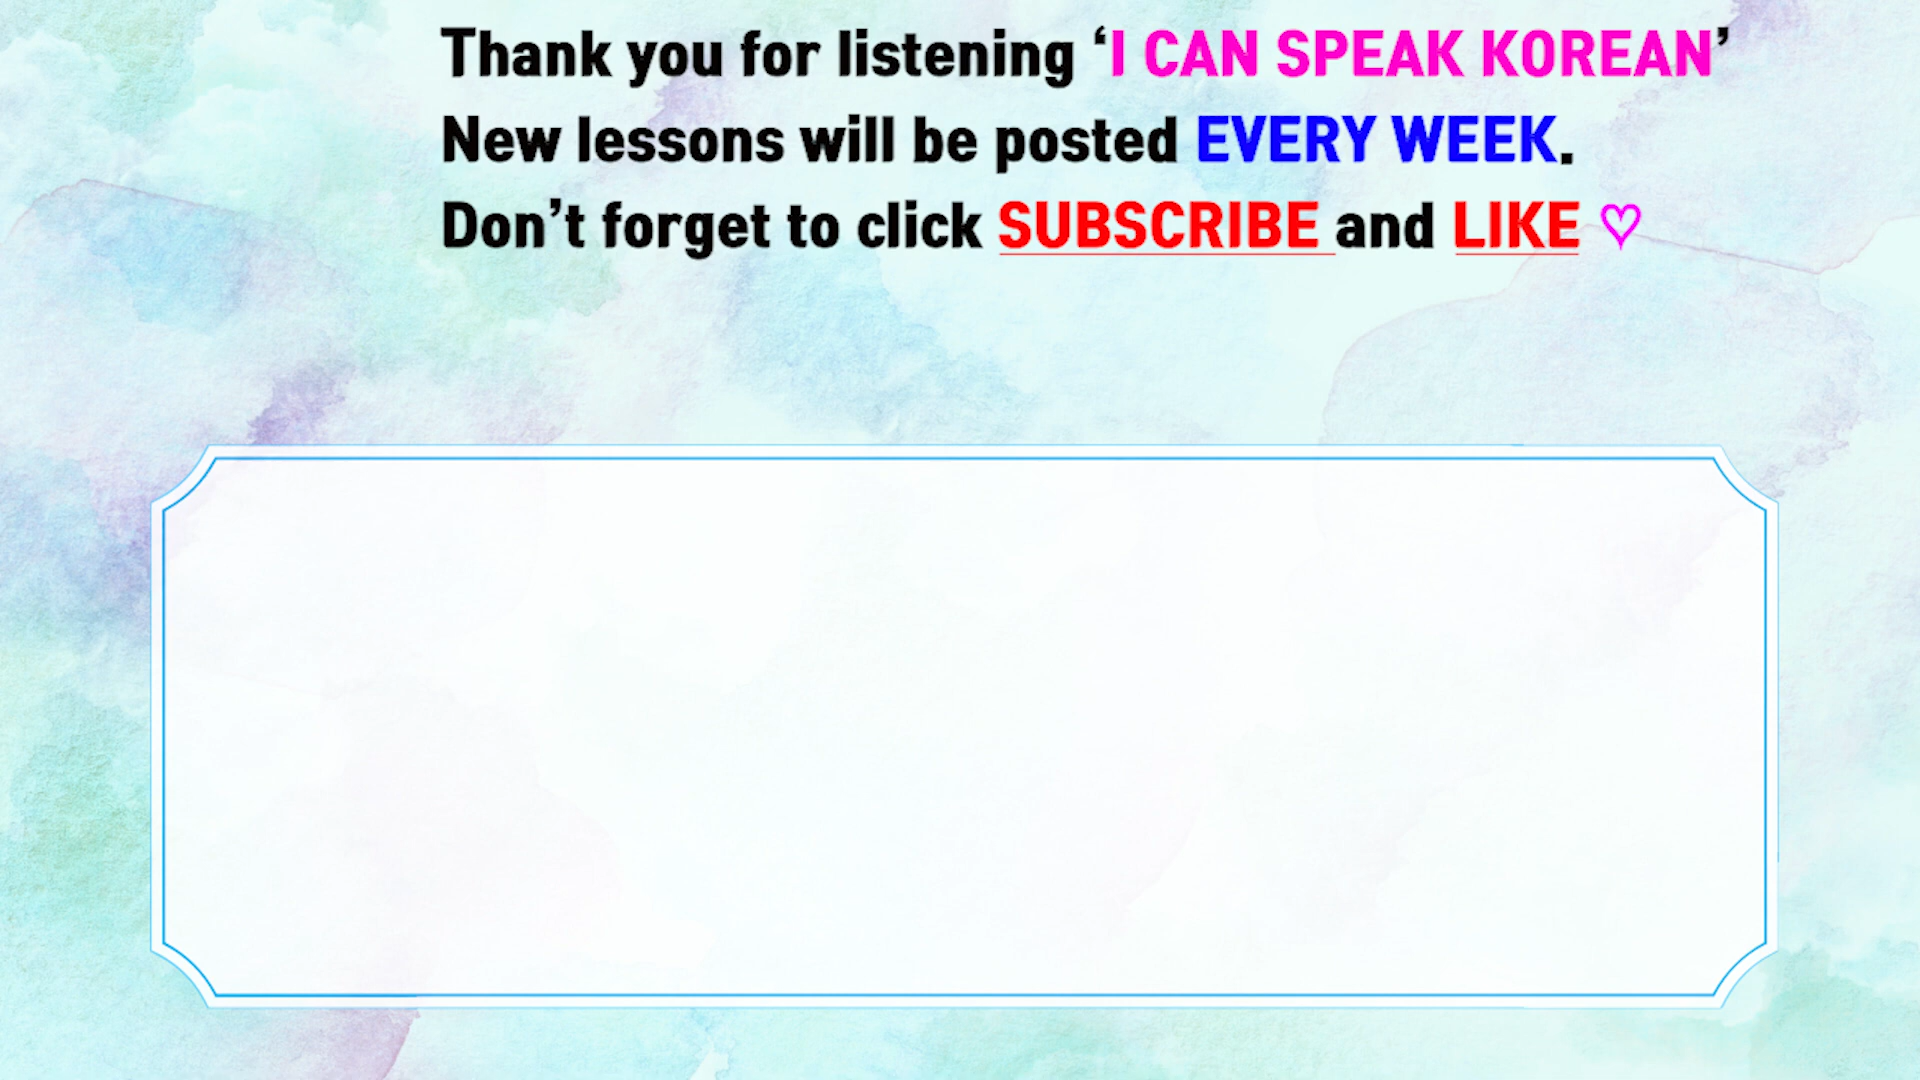 Thank you for listening ‘I CAN SPEAK KOREAN’
New lessons will be posted EVERY WEEK.
Don’t forget to click SUBSCRIBE and LIKE ♡